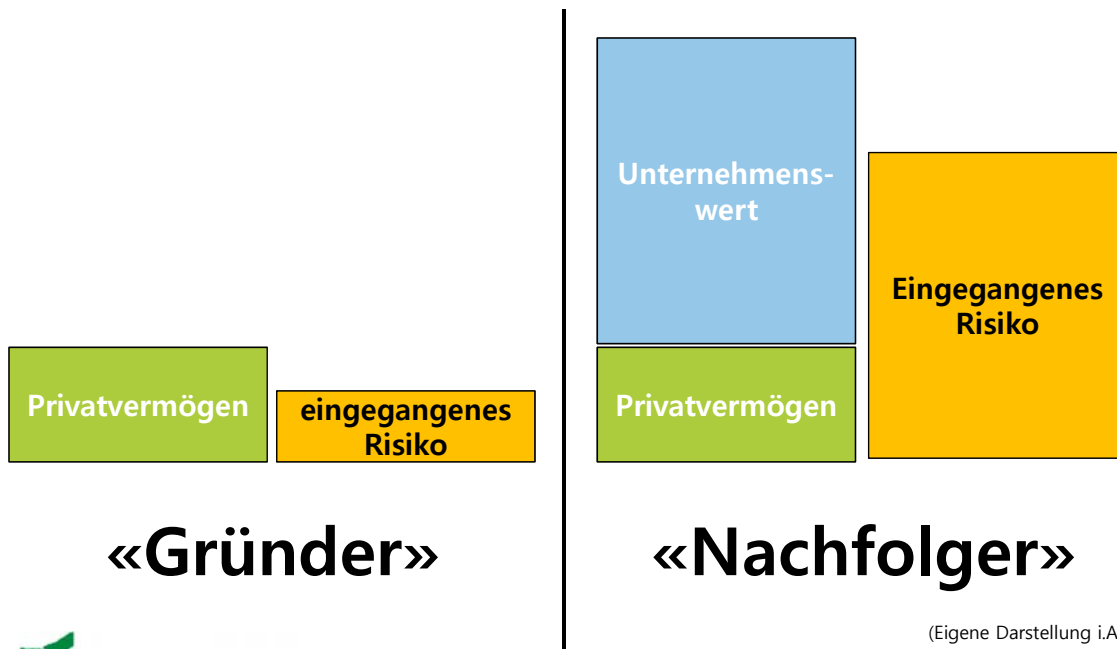 Privatvermögen
eingegangenes
Risiko
«Gründer»
Unternehmens-
wert
Privatvermögen
Eingegangenes
Risiko
«Nachfolger»
(Eigene Darstellung i.A